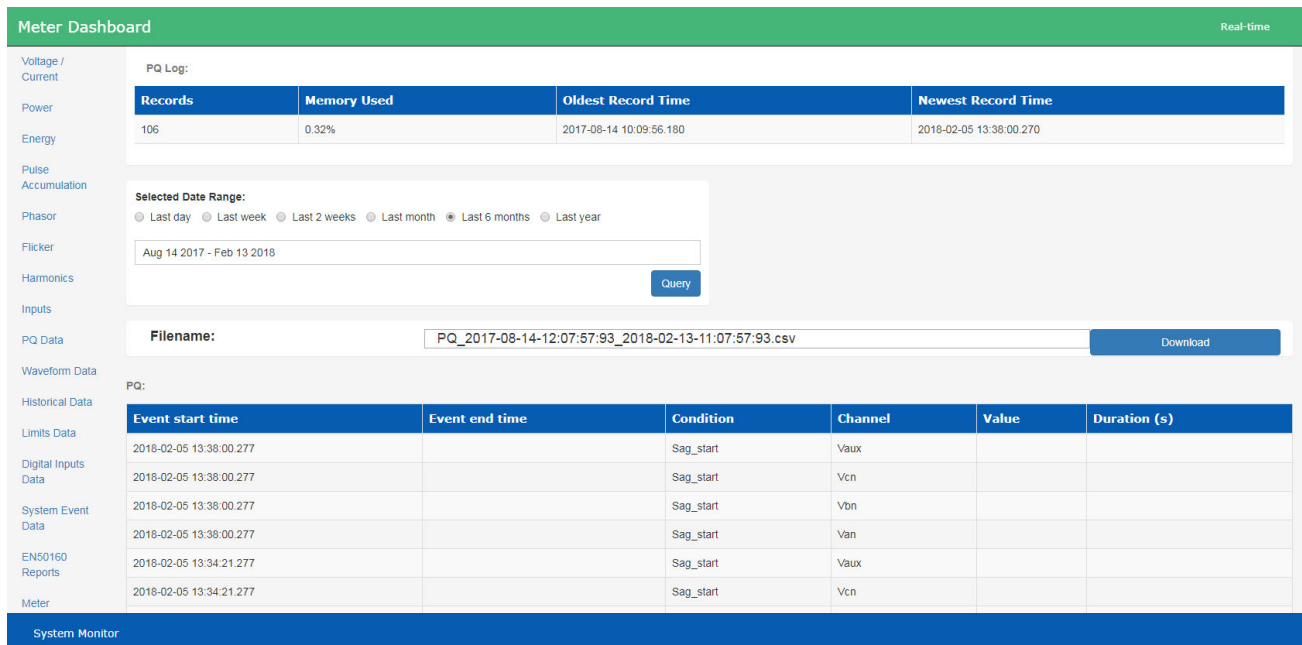 Meter Dashboard
Real-time
Voltage /
Current
Power
Energy
Pulse
Accumulation
Phasor
Flicker
Harmonics
Inputs
PQ Data
Waveform Data
Historical Data
Limits Data
Digital Inputs
Data
System Event
Data
EN50160
Reports
Meter
PQ Log:
Records Memory Used Oldest Record Time Newest Record Time
106 0.32% 2017-08-14 10:09:56.180 2018-02-05 13:38:00.270
Selected Date Range:
Last day Last week Last 2 weeks Last month Last 6 months Last year
Aug 14 2017 - Feb 13 2018
Query
Filename: PQ_2017-08-14-12:07:57:93_2018-02-13-11:07:57:93.csv Download
PQ:
Event start time Event end time Condition Channel Value Duration (s)
2018-02-05 13:38:00.277 Sag_start Vaux
2018-02-05 13:38:00.277 Sag_start Vcn
2018-02-05 13:38:00.277 Sag_start Vbn
2018-02-05 13:38:00.277 Sag_start Van
2018-02-05 13:34:21.277 Sag_start Vaux
2018-02-05 13:34:21.277 Sag_start Vcn
System Monitor